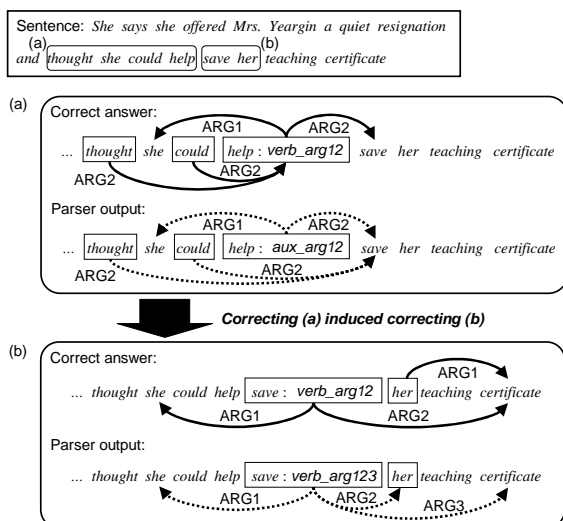 Sentence: She says she offered Mrs. Yeargin a quiet resignation
(a) (b)
and thought she could help save her teaching certificate
(a)
Correct answer:
ARG1 ARG2
... thought she could help : verb_arg12 save her teaching certificate
ARG2 ARG2
Parser output:
ARG1 ARG2
... thought she could help : aux_arg12 save her teaching certificate
ARG2 ARG2
Correcting (a) induced correcting (b)
(b)
Correct answer:
ARG1
... thought she could help save : verb_arg12 her teaching certificate
ARG1 ARG2
Parser output:
... thought she could help save : verb_arg123 her teaching certificate
ARG1 ARG2 ARG3